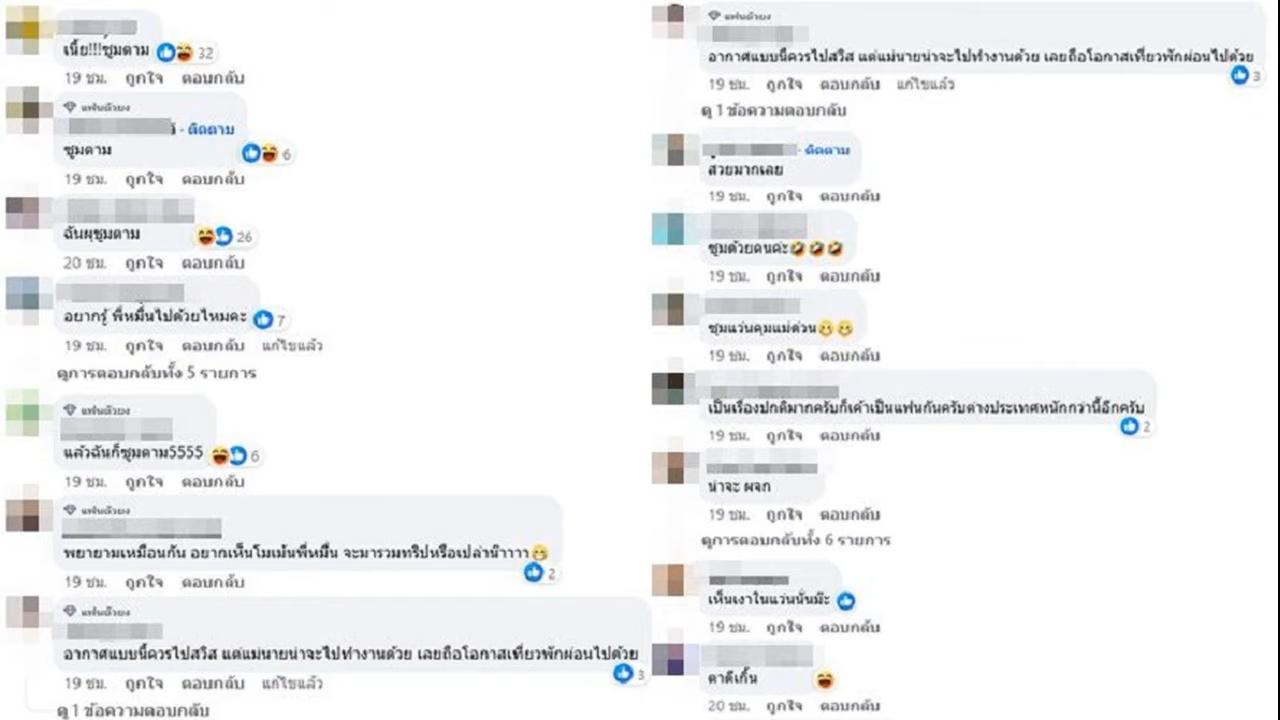 เนี้ย!!!ซูมตาม
32
19 ชม. ถูกใจ ตอบกลับ
แฟนตัวยง
- ติดตาม
ซูมตาม
6
19 ชม. ถูกใจ ตอบกลับ
ฉันผุซูมตาม
26
20 ชม. ถูกใจ ตอบกลับ
อยากรู้ พี่หมื่นไปด้วยไหมคะ
7
19 ชม. ถูกใจ ตอบกลับ แก้ไขแล้ว
ดูการตอบกลับทั้ง 5 รายการ
แฟนตัวยง
แล้วฉันก็ซูมตาม5555
6
19 ชม. ถูกใจ ตอบกลับ
แฟนตัวยง
พยายามเหมือนกัน อยากเห็นโมเม้นพี่หมื่น จะมารวมทริปหรือเปล่าน๊าาาา
2
19 ชม. ถูกใจ ตอบกลับ
แฟนตัวยง
อากาศแบบนี้ควรไปสวิส แต่แม่นายน่าจะไปทำงานด้วย เลยถือโอกาสเที่ยวพักผ่อนไปด้วย
3
19 ชม. ถูกใจ ตอบกลับ แก้ไขแล้ว
ดู 1 ข้อความตอบกลับ
แฟนตัวยง
อากาศแบบนี้ควรไปสวิส แต่แม่นายน่าจะไปทำงานด้วย เลยถือโอกาสเที่ยวพักผ่อนไปด้วย
3
19 ชม. ถูกใจ ตอบกลับ แก้ไขแล้ว
ดู 1 ข้อความตอบกลับ
- ติดตาม
สวยมากเลย
19 ชม. ถูกใจ ตอบกลับ
ซูมด้วยคนค่ะ
19 ชม. ถูกใจ ตอบกลับ
ซูมแว่นคุมแม่ด่วน
19 ชม. ถูกใจ ตอบกลับ
เป็นเรื่องปกติมากครับก็เค้าเป็นแฟนกันครับต่างประเทศหนักกว่านี้อีกครับ
2
19 ชม. ถูกใจ ตอบกลับ
น่าจะ ผจก
19 ชม. ถูกใจ ตอบกลับ
ดูการตอบกลับทั้ง 6 รายการ
เห็นเงาในแว่นนั่นมั๊ะ
19 ชม. ถูกใจ ตอบกลับ
ตาดีเกิ๊น
20 ชม. ถูกใจ ตอบกลับ